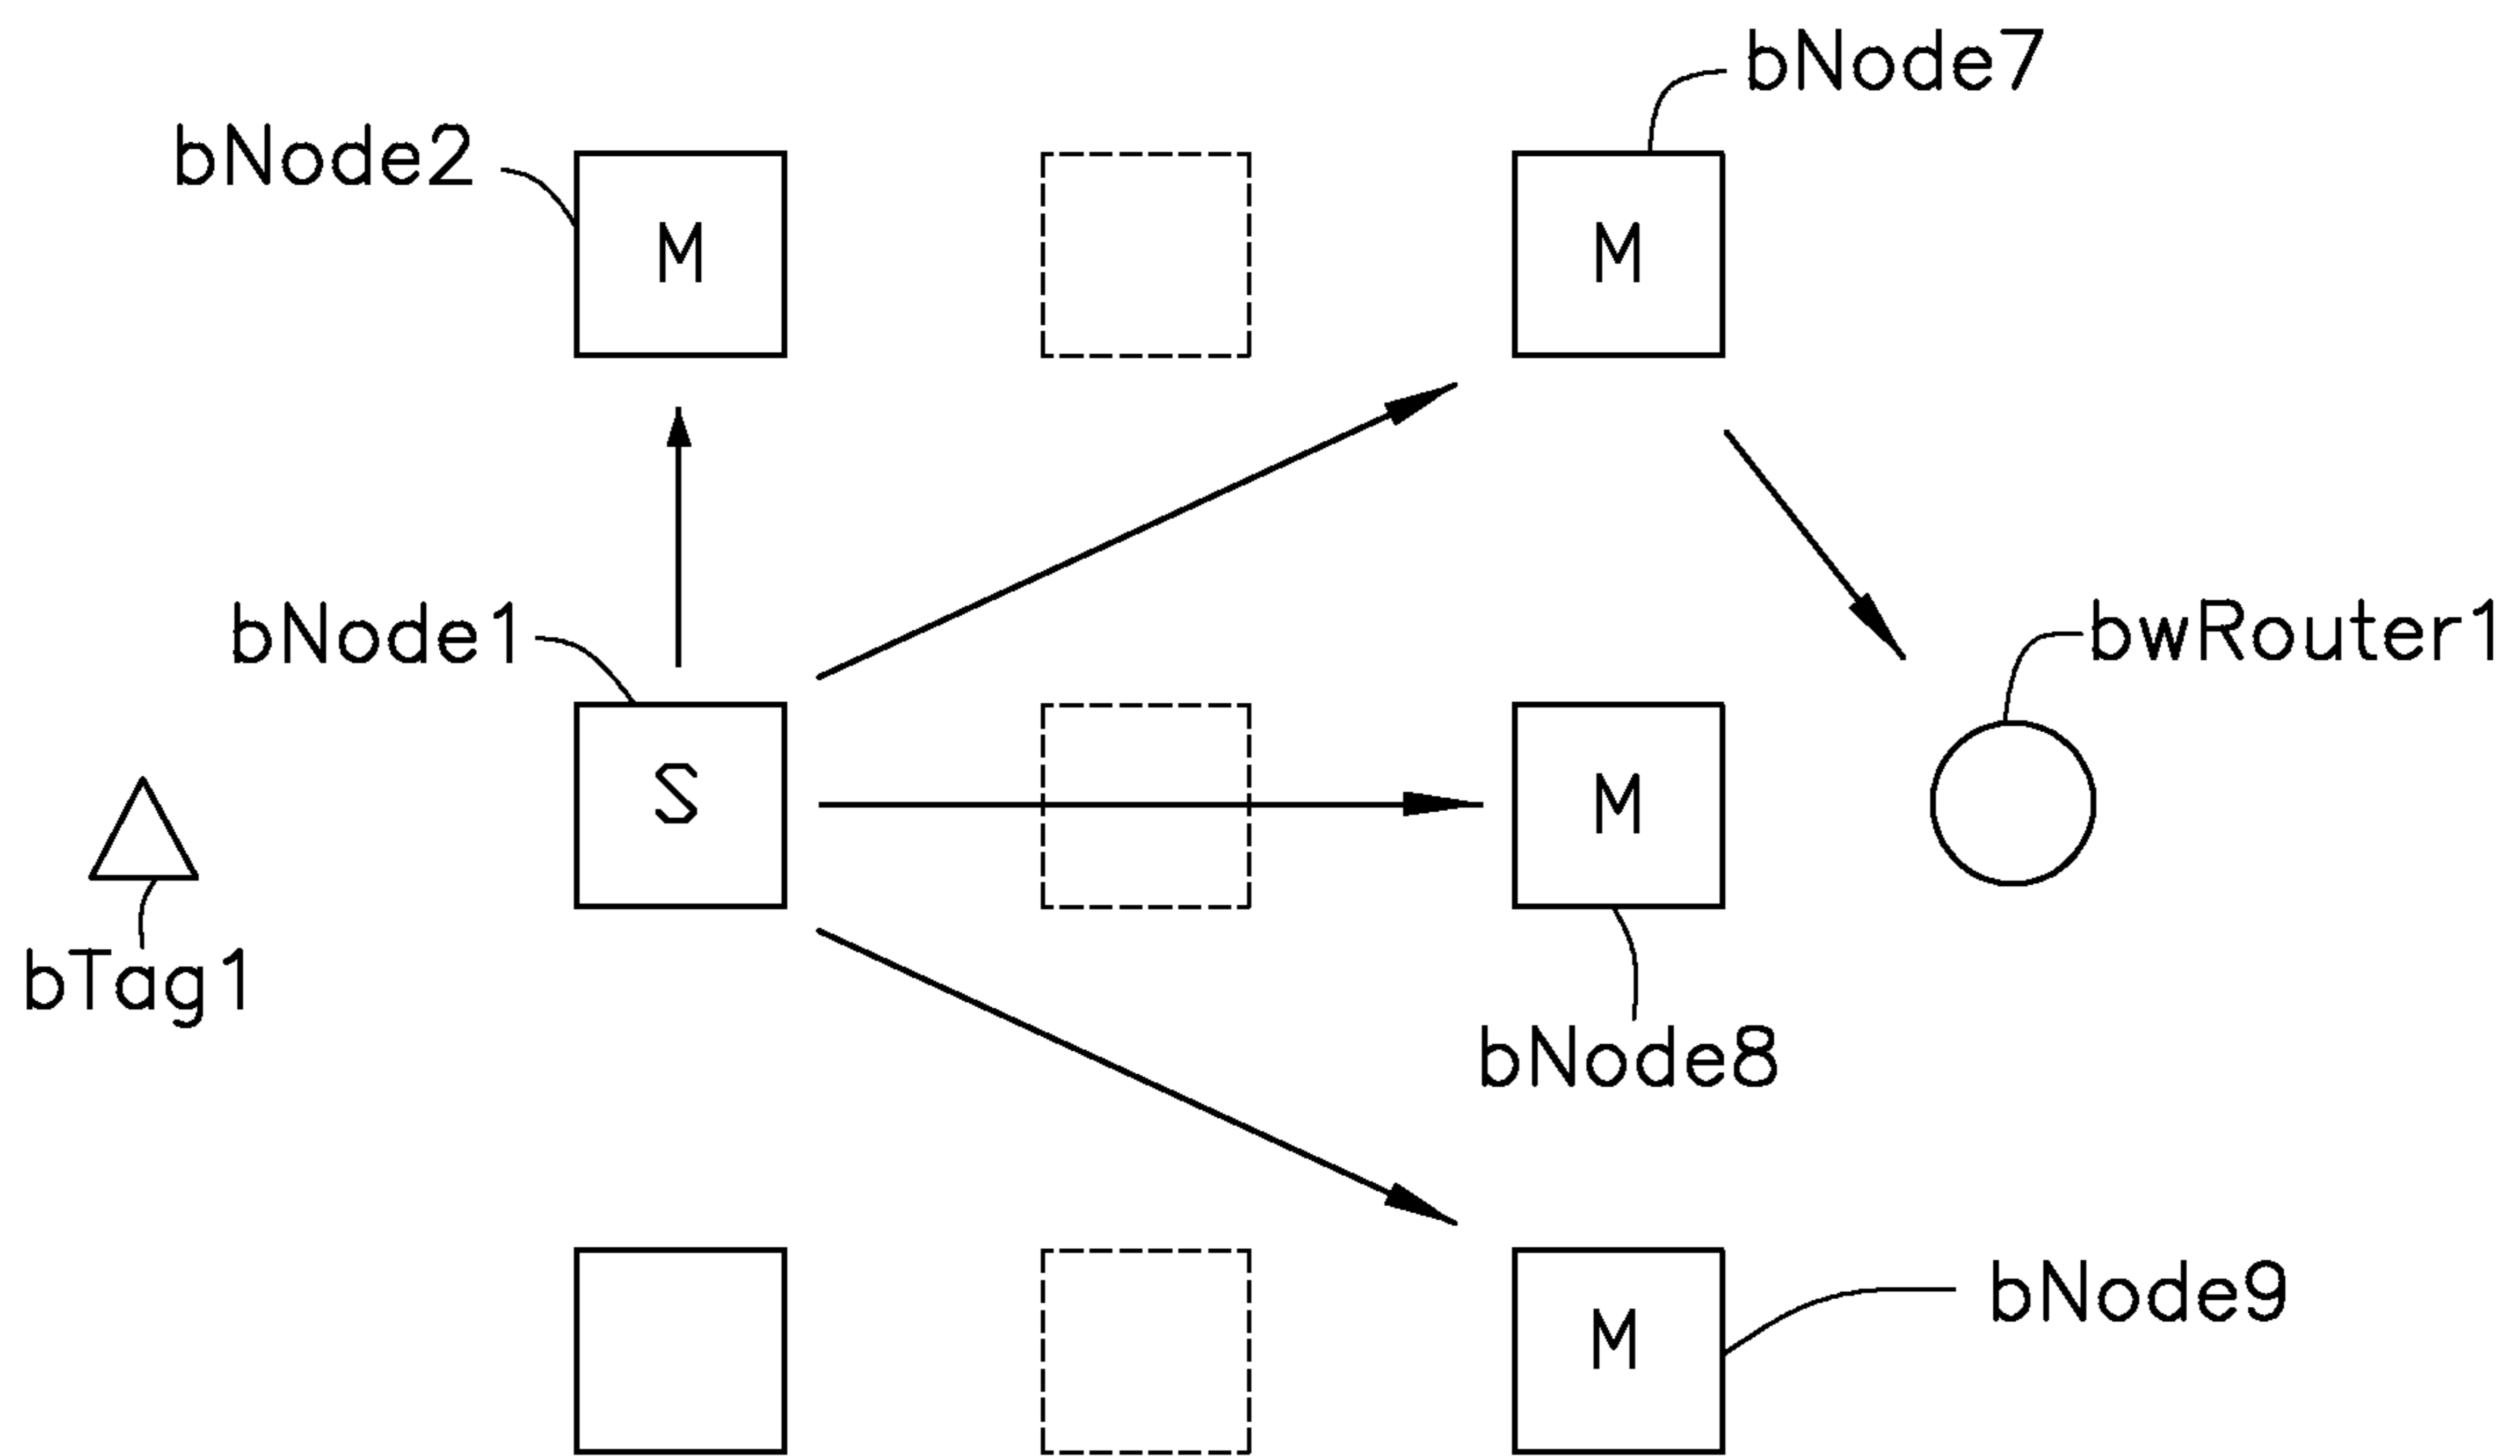 bNode7
bNode2
M
M
bNode1
bwRouter1
S
M
bTag1
bNode8
bNode9
M